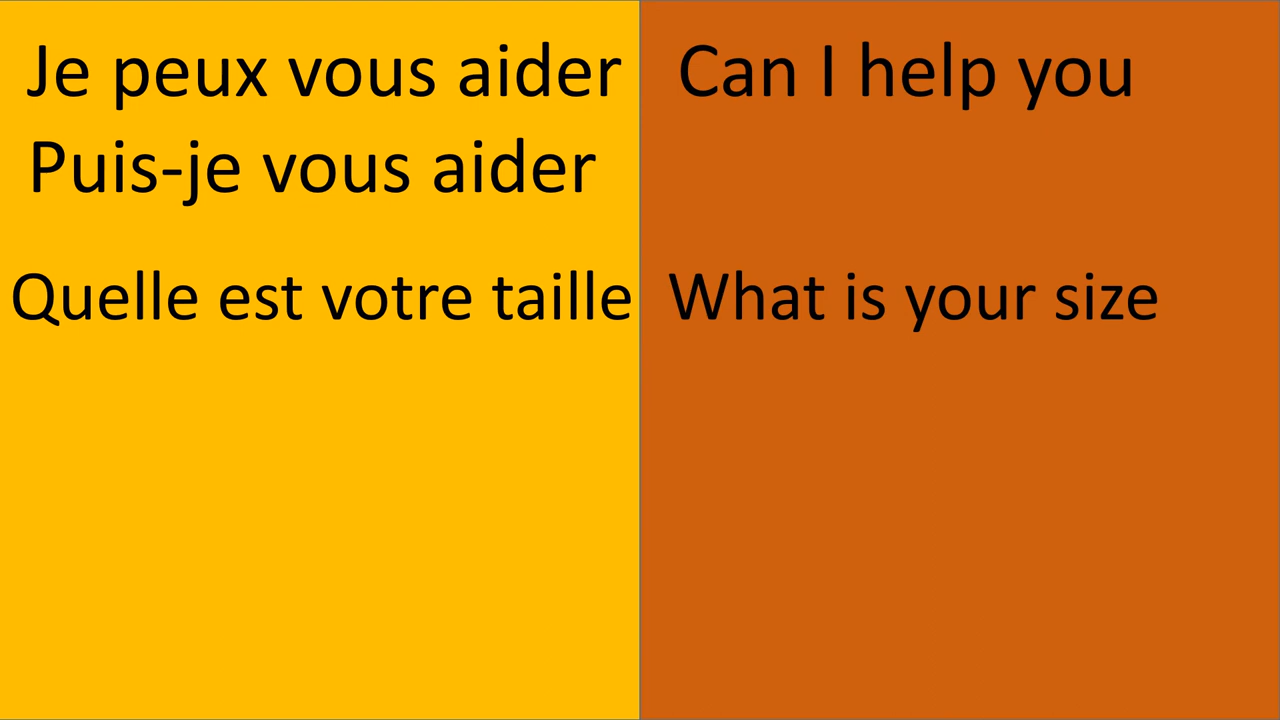 Je peux vous aider
Can I help you
Puis-je vous aider
Quelle est votre taille
What is your size